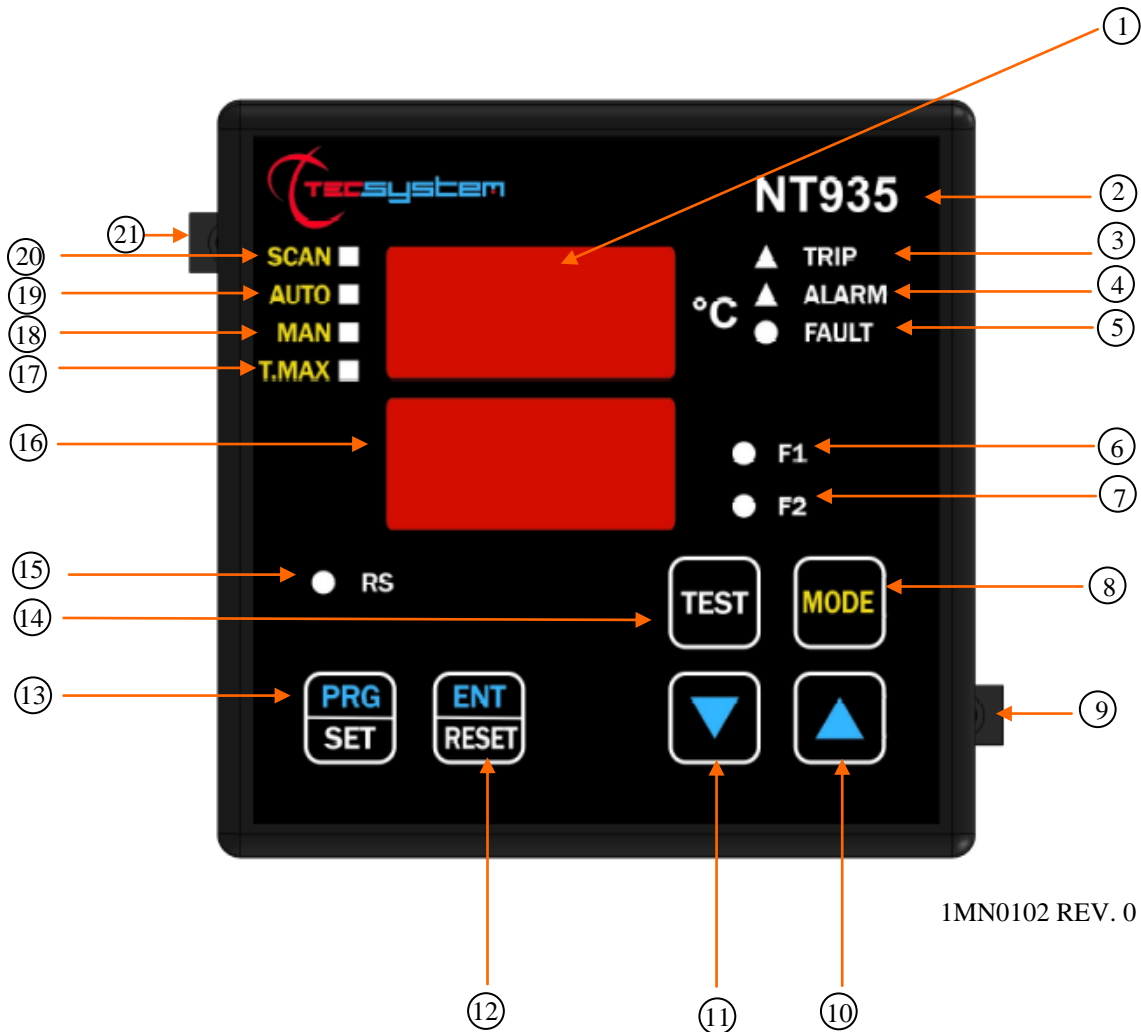 1
TECSYSTEM
NT935
2
21
SCAN
TRIP
3
20
AUTO
°C
ALARM
4
19
MAN
FAULT
5
18
T.MAX
17
16
F1
6
F2
7
15
RS
TEST
MODE
8
14
13
PRG
SET
ENT
RESET
9
1MN0102 REV. 0
12
11
10